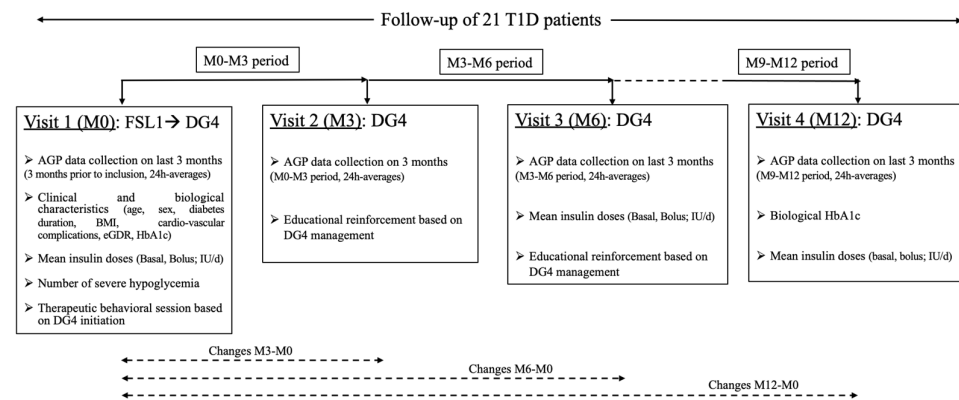 Follow-up of 21 T1D patients
M0-M3 period
M3-M6 period
M9-M12 period
Visit 1 (M0): FSL1→ DG4
➢ AGP data collection on last 3 months
(3 months prior to inclusion, 24h-averages)
➢ Clinical and biological
characteristics (age, sex, diabetes
duration, BMI, cardio-vascular
complications, eGDR, HbA1c)
➢ Mean insulin doses (Basal, Bolus; IU/d)
➢ Number of severe hypoglycemia
➢ Therapeutic behavioral session based
on DG4 initiation
Visit 2 (M3): DG4
➢ AGP data collection on 3 months
(M0-M3 period, 24h-averages)
➢ Educational reinforcement based on
DG4 management
Visit 3 (M6): DG4
➢ AGP data collection on last 3 months
(M3-M6 period, 24h-averages)
➢ Mean insulin doses (Basal, Bolus; IU/d)
➢ Educational reinforcement based on
DG4 management
Visit 4 (M12): DG4
➢ AGP data collection on last 3 months
(M9-M12 period, 24h-averages)
➢ Biological HbA1c
➢ Mean insulin doses (basal, bolus; IU/d)
Changes M3-M0
Changes M6-M0
Changes M12-M0